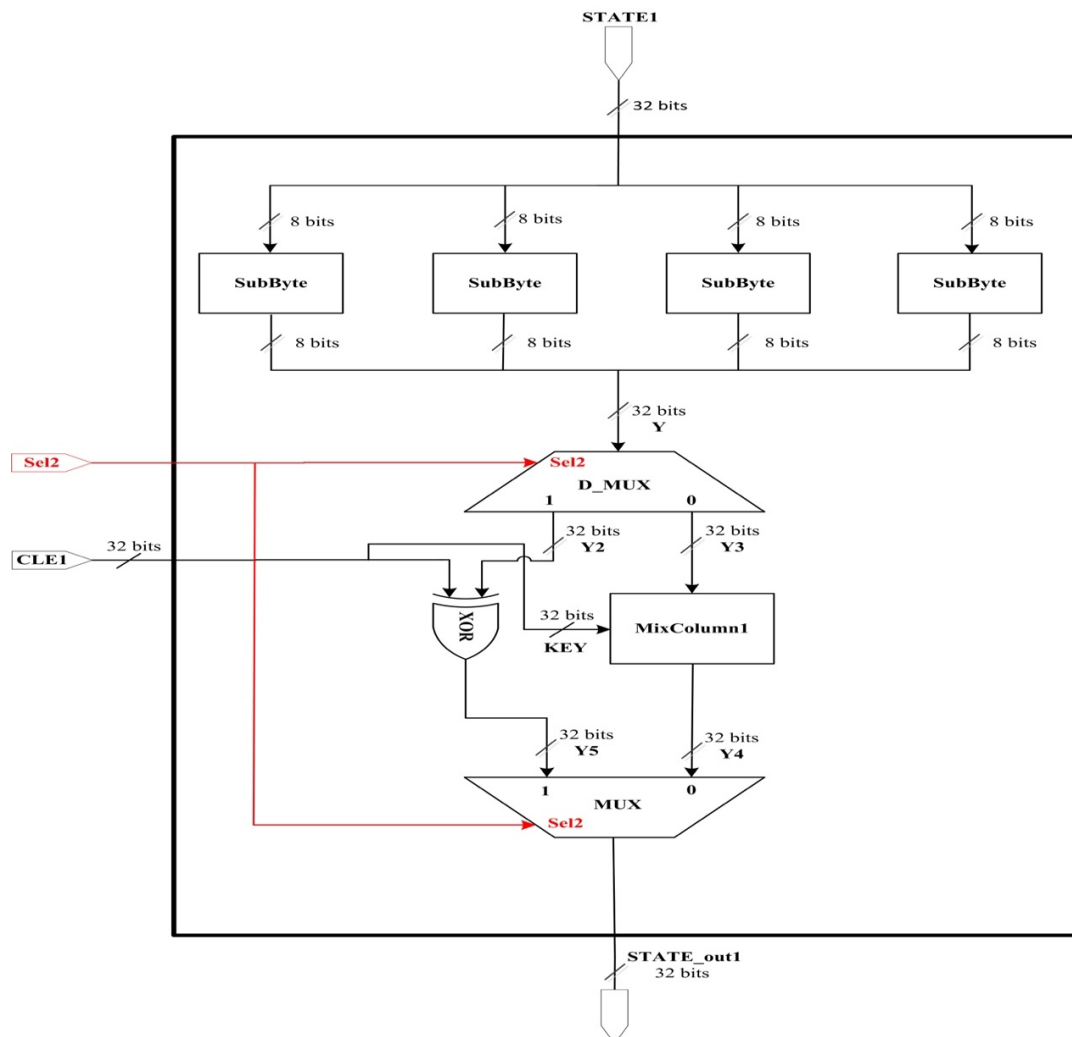 STATE1
32 bits
8 bits
8 bits
8 bits
8 bits
SubByte
SubByte
SubByte
SubByte
8 bits
8 bits
8 bits
8 bits
32 bits
Y
Sel2
Sel2
D_MUX
1
0
32 bits
CLE1
32 bits
Y2
32 bits
Y3
XOR
32 bits
KEY
MixColumn1
32 bits
Y5
32 bits
Y4
1
0
MUX
Sel2
STATE_out1
32 bits